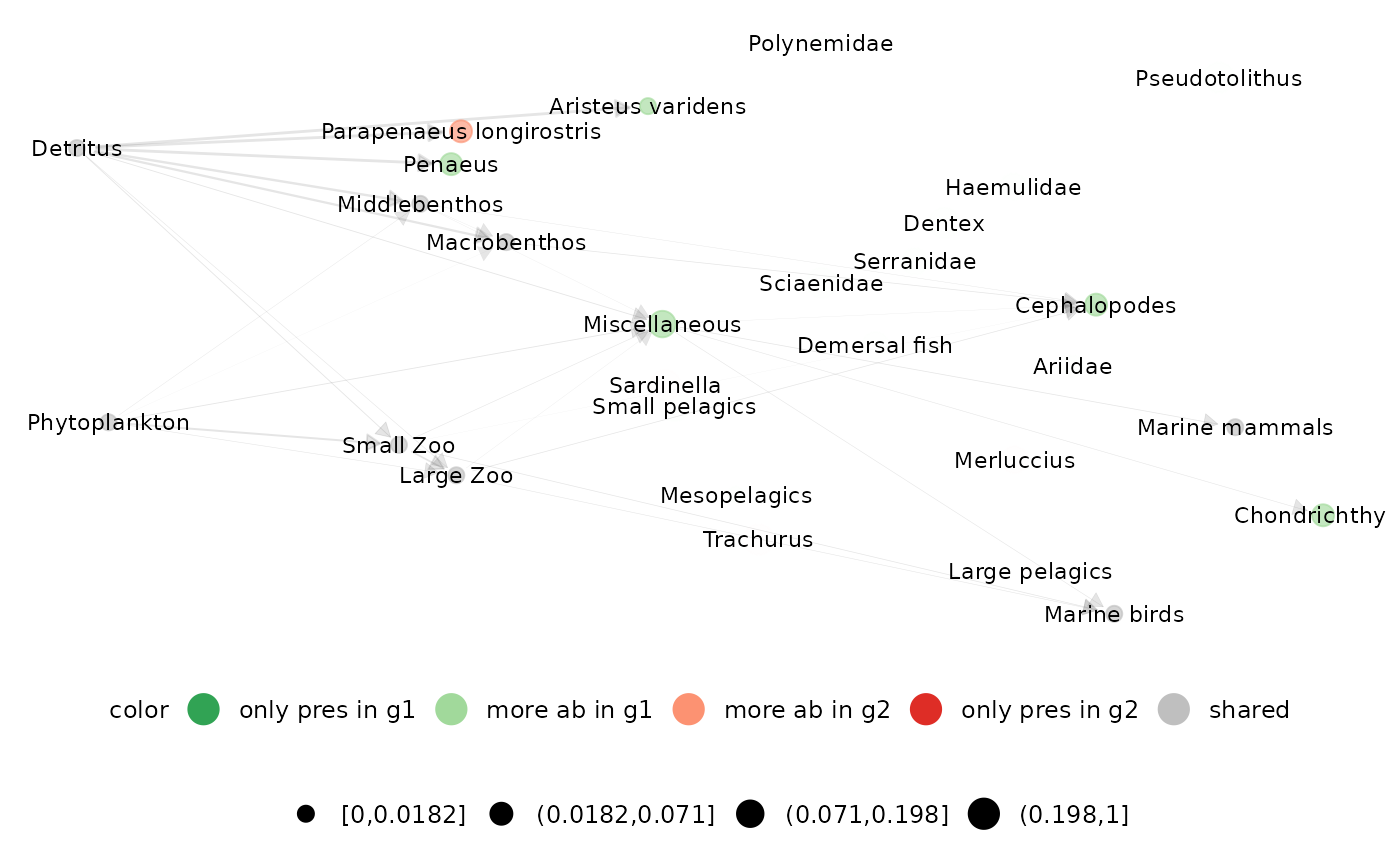 Polynemidae
Pseudotolithus
Aristeus varidens
Parapenaeus longirostris
Detritus
Penaeus
Haemulidae
Middlebenthos
Dentex
Macrobenthos
Serranidae
Sciaenidae
Cephalopodes
Miscellaneous
Demersal fish
Ariidae
Sardinella
Small pelagics
Phytoplankton
Marine mammals
Small Zoo
Merluccius
Large Zoo
Mesopelagics
Chondrichthy
Trachurus
Large pelagics
Marine birds
color only pres in g1 more ab in g1 more ab in g2 only pres in g2 shared
[0,0.0182] (0.0182,0.071] (0.071,0.198] (0.198,1]